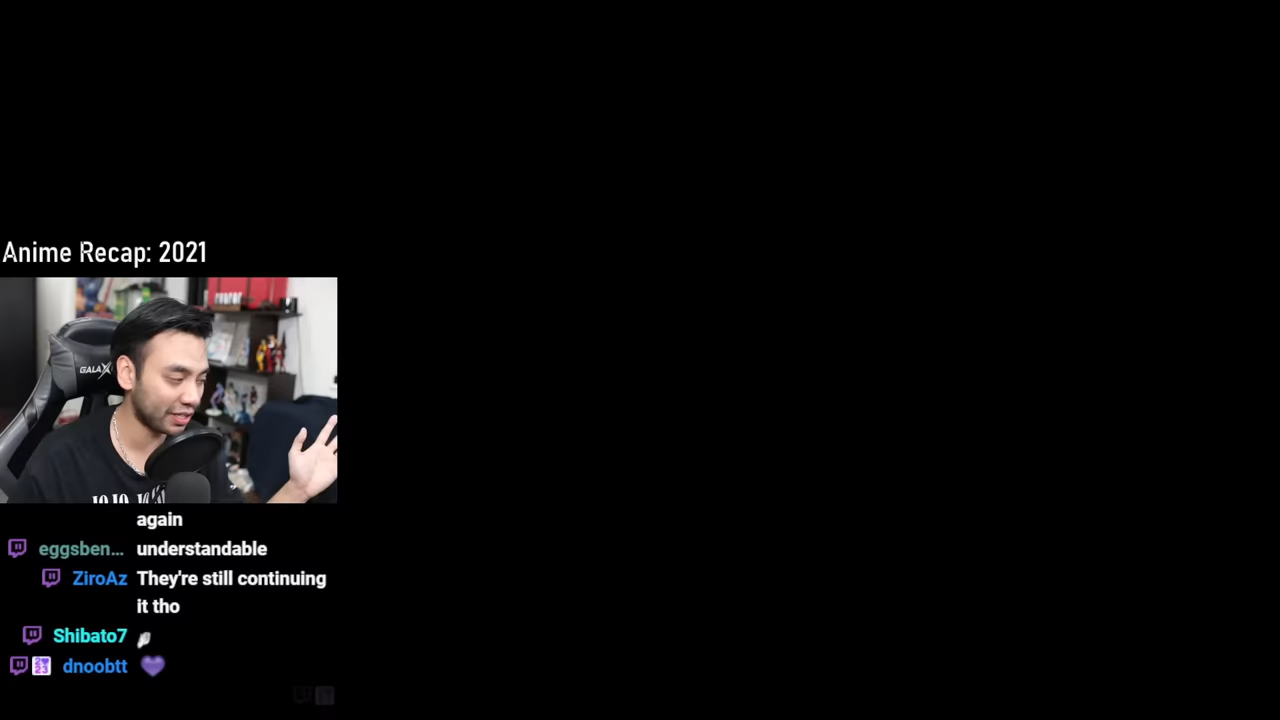 Anime Recap: 2021
GALAX
again
eggsben... understandable
ZiroAz They're still continuing
it tho
Shibato7
dnoobtt